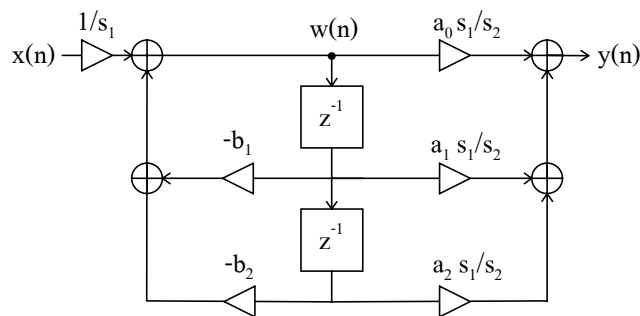 1/s₁
x(n)
w(n)
a₀ s₁/s₂
y(n)
z⁻¹
-b₁
a₁ s₁/s₂
z⁻¹
-b₂
a₂ s₁/s₂